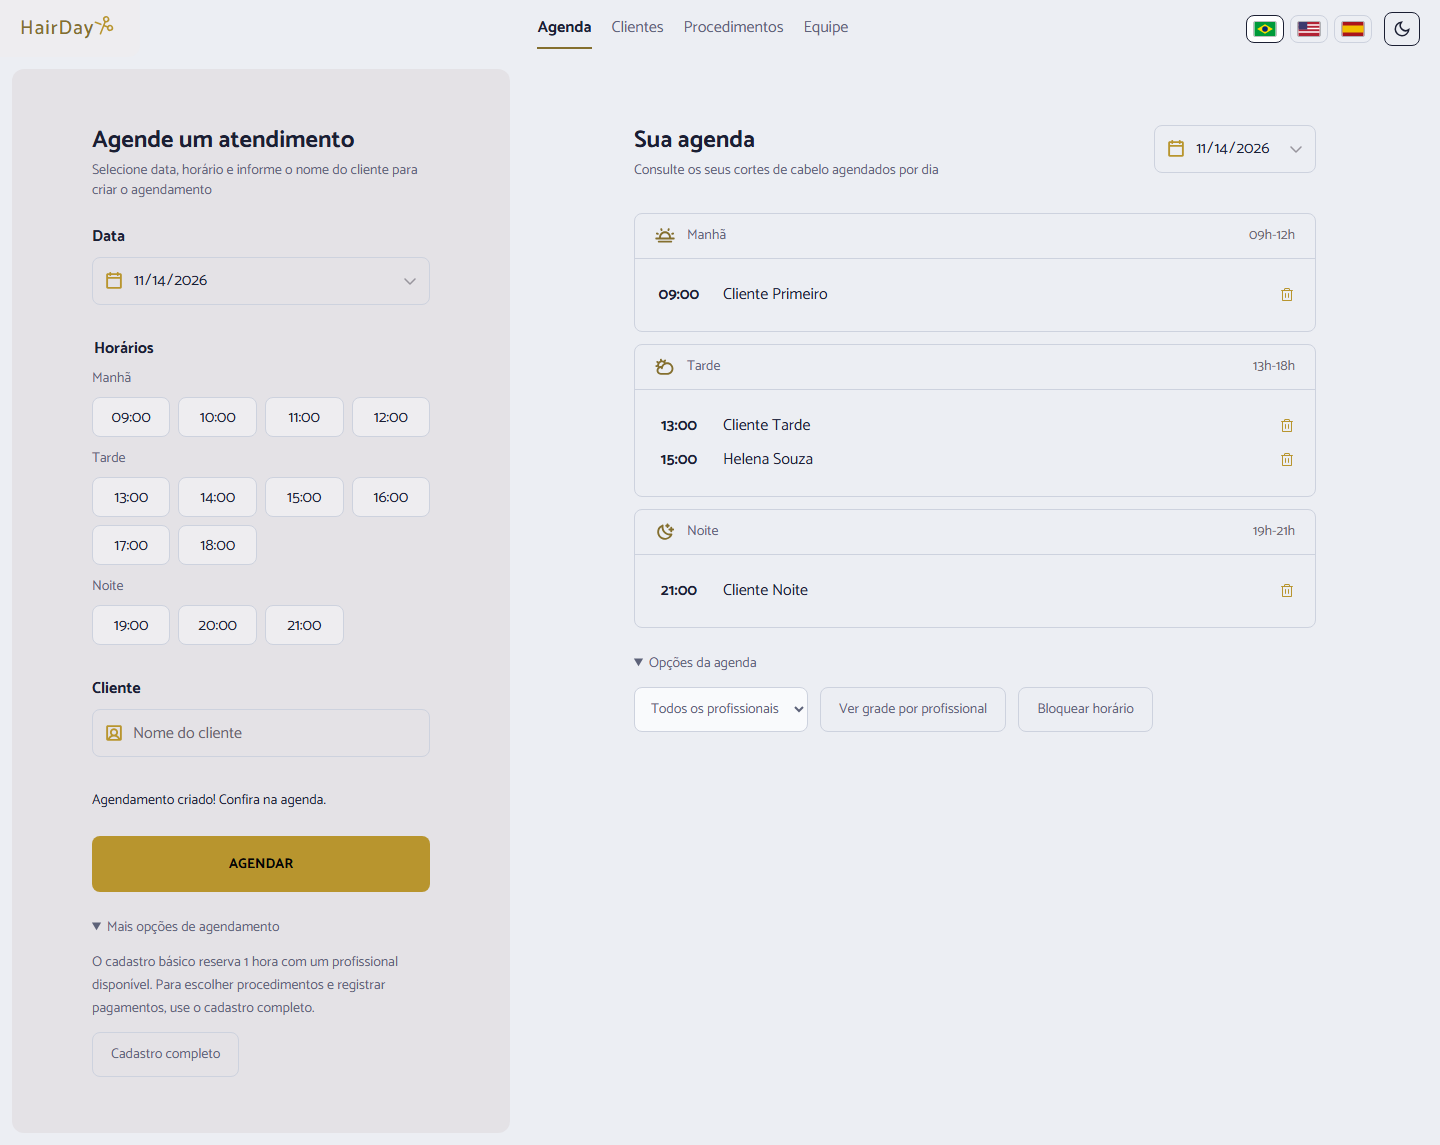 HairDay
Agenda Clientes Procedimentos Equipe
Agende um atendimento
Selecione data, horário e informe o nome do cliente para
criar o agendamento
Data
11/14/2026
Horários
Manhã
09:00 10:00 11:00 12:00
Tarde
13:00 14:00 15:00 16:00
17:00 18:00
Noite
19:00 20:00 21:00
Cliente
Nome do cliente
Agendamento criado! Confira na agenda.
AGENDAR
Mais opções de agendamento
O cadastro básico reserva 1 hora com um profissional
disponível. Para escolher procedimentos e registrar
pagamentos, use o cadastro completo.
Cadastro completo
Sua agenda
Consulte os seus cortes de cabelo agendados por dia
11/14/2026
Manhã 09h-12h
09:00 Cliente Primeiro
Tarde 13h-18h
13:00 Cliente Tarde
15:00 Helena Souza
Noite 19h-21h
21:00 Cliente Noite
Opções da agenda
Todos os profissionais Ver grade por profissional Bloquear horário